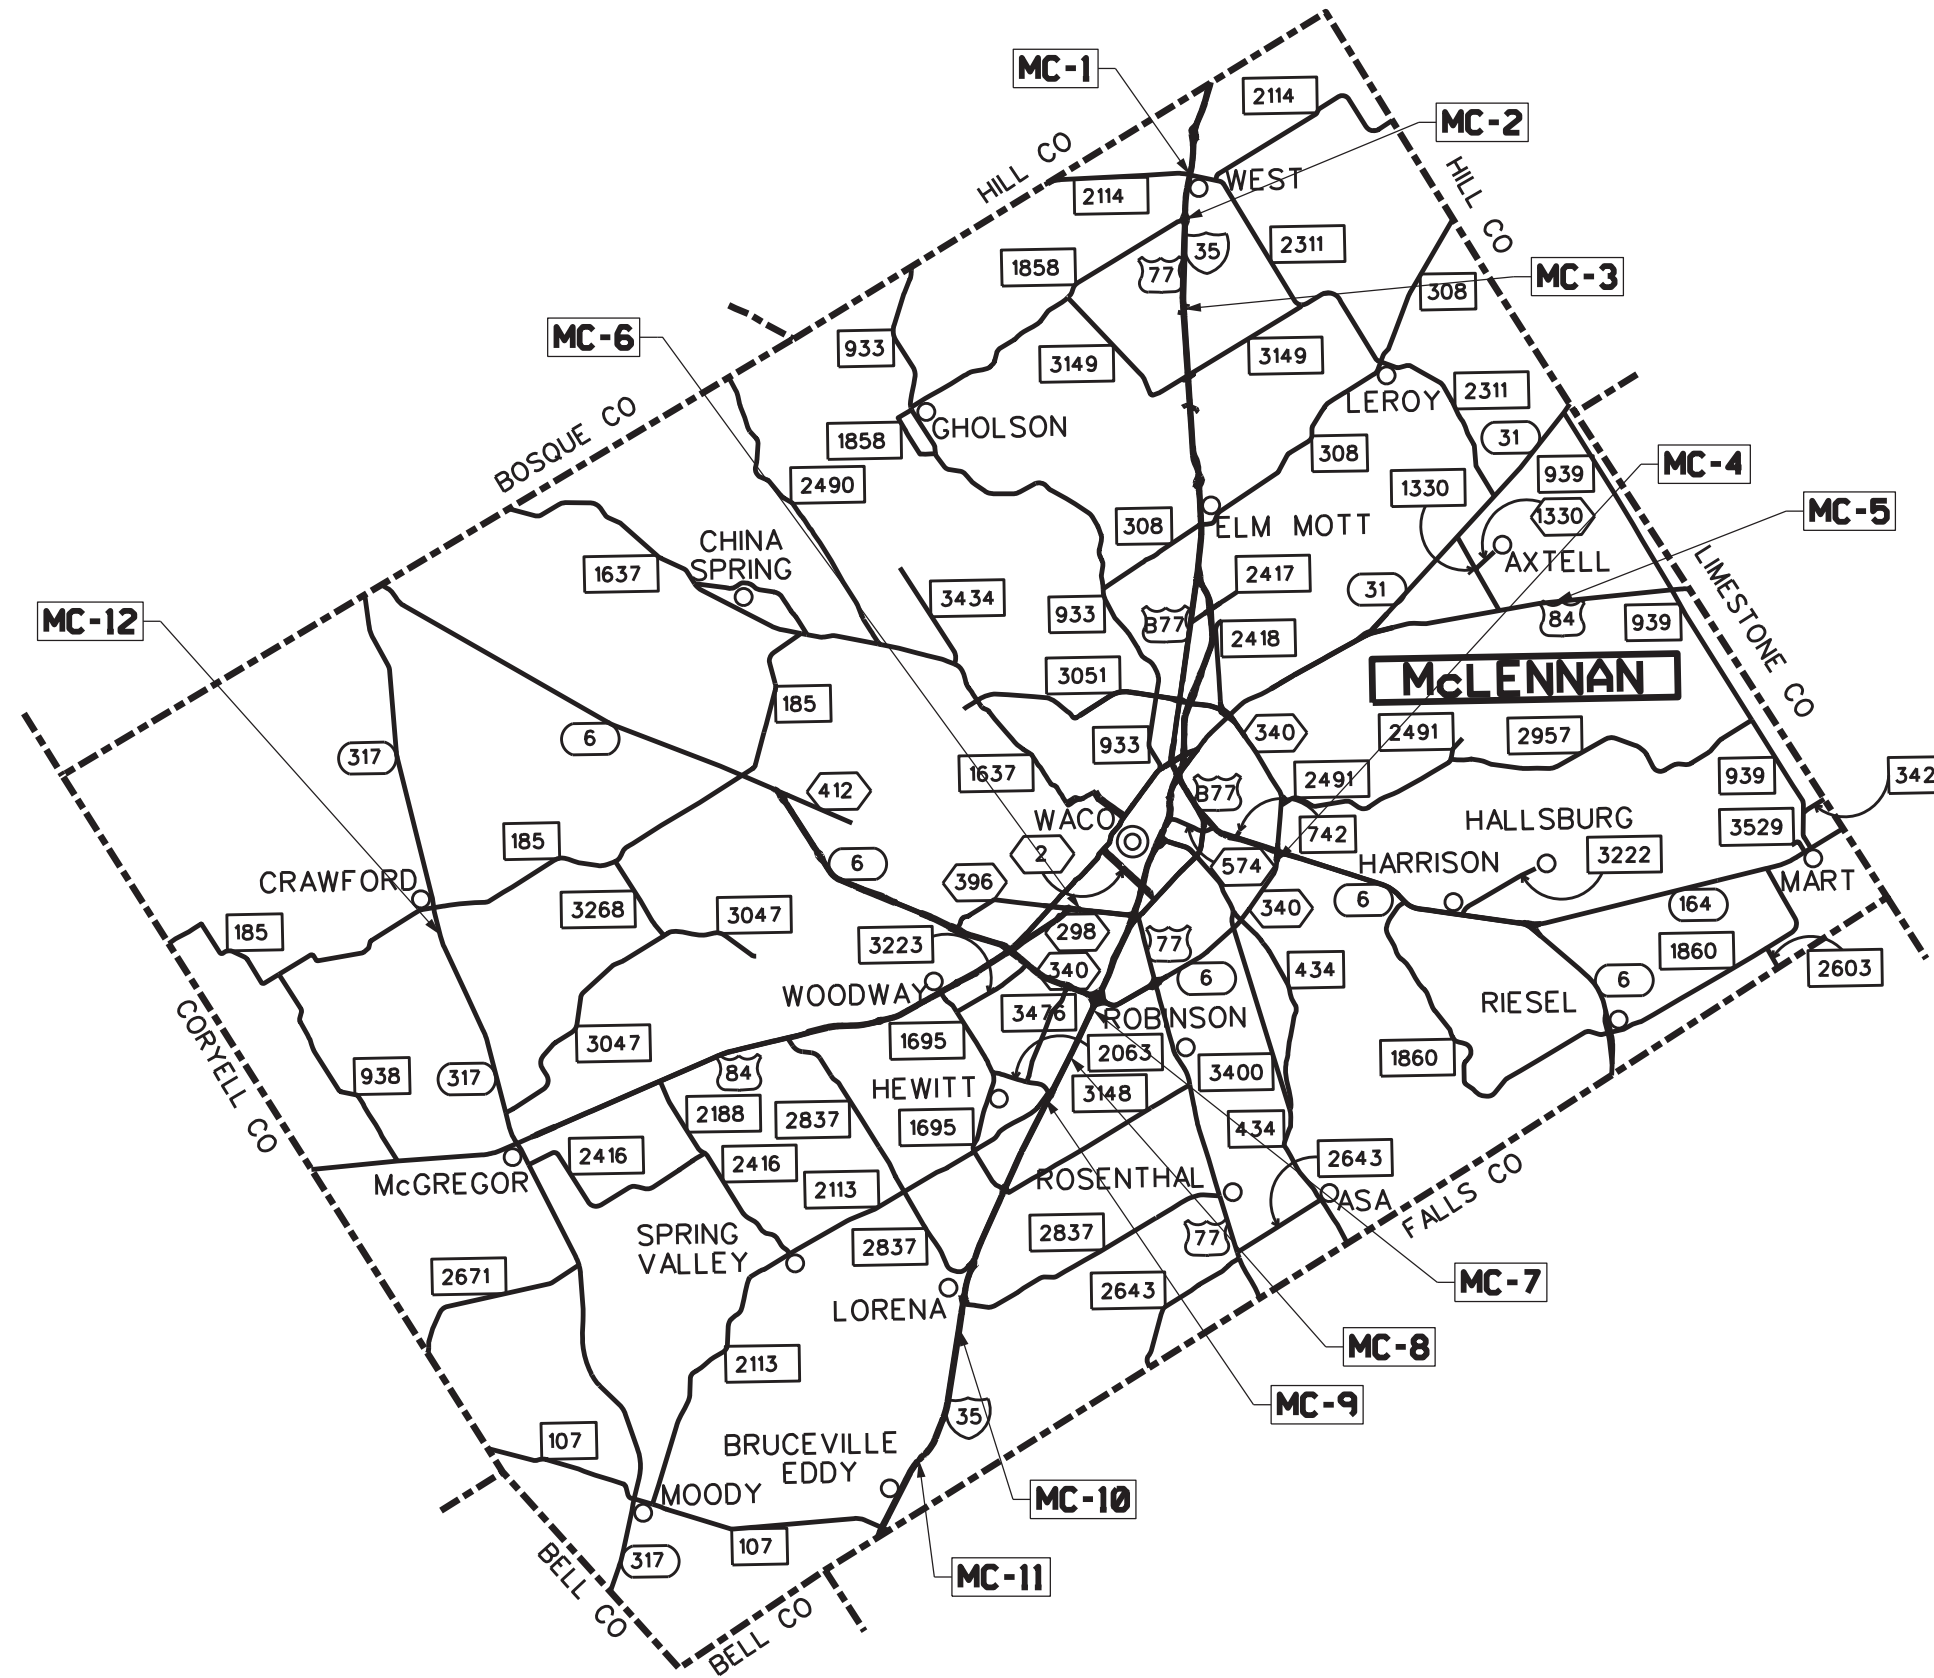 MC-1
2114
MC-2
HILL CO
WEST
2114
HILL CO
35
2311
1858
77
MC-3
308
MC-6
933
3149
3149
LEROY
2311
BOSQUE CO
1858
GHOLSON
31
308
939
MC-4
2490
1330
1330
MC-5
308
ELM MOTT
CHINA
SPRING
AXTELL
LIMESTONE CO
1637
2417
31
3434
933
B77
84
939
MC-12
2418
McLENNAN
3051
185
6
317
933
340
2491
2957
1637
2491
939
342
412
B77
WACO
742
HALLSBURG
3529
185
2
6
574
HARRISON
3222
CRAWFORD
396
MART
3268
3047
340
6
164
185
3223
298
77
1860
340
6
434
2603
WOODWAY
6
RIESEL
CORYELL CO
3476
ROBINSON
3047
1695
2063
1860
938
317
84
HEWITT
3400
3148
2188
2837
1695
434
2416
2416
2643
McGREGOR
2113
ROSENTHAL
ASA
FALLS CO
SPRING
VALLEY
2837
2837
77
2671
MC-7
LORENA
2643
MC-8
2113
MC-9
35
107
BRUCEVILLE
EDDY
MOODY
MC-10
107
317
BELL CO
MC-11
BELL CO